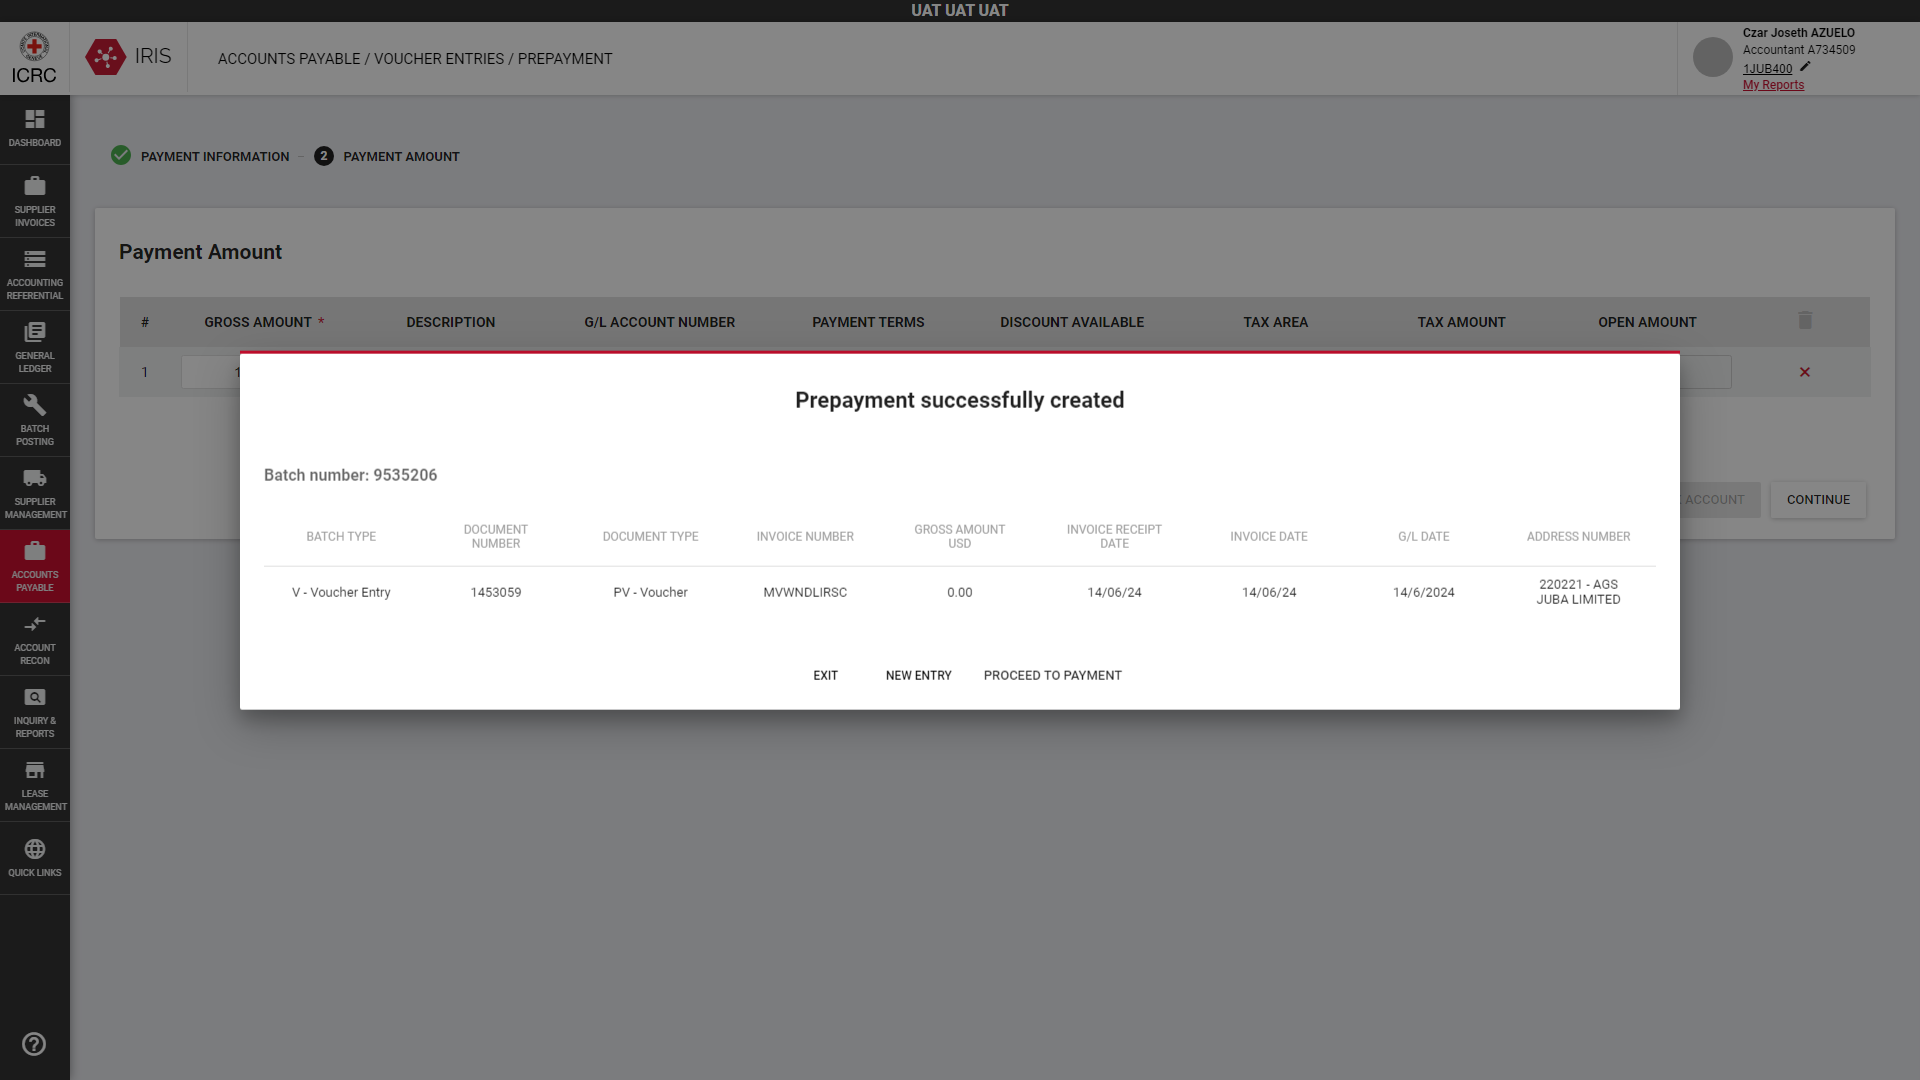 UAT UAT UAT
ICRC
IRIS
ACCOUNTS PAYABLE / VOUCHER ENTRIES / PREPAYMENT
Czar Joseth AZUELO
Accountant A734509
1JUB400
My Reports
DASHBOARD
SUPPLIER
INVOICES
ACCOUNTING
REFERENTIAL
GENERAL
LEDGER
BATCH
POSTING
SUPPLIER
MANAGEMENT
ACCOUNTS
PAYABLE
ACCOUNT
RECON
INQUIRY &
REPORTS
LEASE
MANAGEMENT
QUICK LINKS
PAYMENT INFORMATION
2 PAYMENT AMOUNT
Payment Amount
# GROSS AMOUNT * DESCRIPTION G/L ACCOUNT NUMBER PAYMENT TERMS DISCOUNT AVAILABLE TAX AREA TAX AMOUNT OPEN AMOUNT
1
ACCOUNT
CONTINUE
Prepayment successfully created
Batch number: 9535206
BATCH TYPE
DOCUMENT
NUMBER
DOCUMENT TYPE
INVOICE NUMBER
GROSS AMOUNT
USD
INVOICE RECEIPT
DATE
INVOICE DATE
G/L DATE
ADDRESS NUMBER
V - Voucher Entry
1453059
PV - Voucher
MVWNDLIRSC
0.00
14/06/24
14/06/24
14/6/2024
220221 - AGS
JUBA LIMITED
EXIT
NEW ENTRY
PROCEED TO PAYMENT